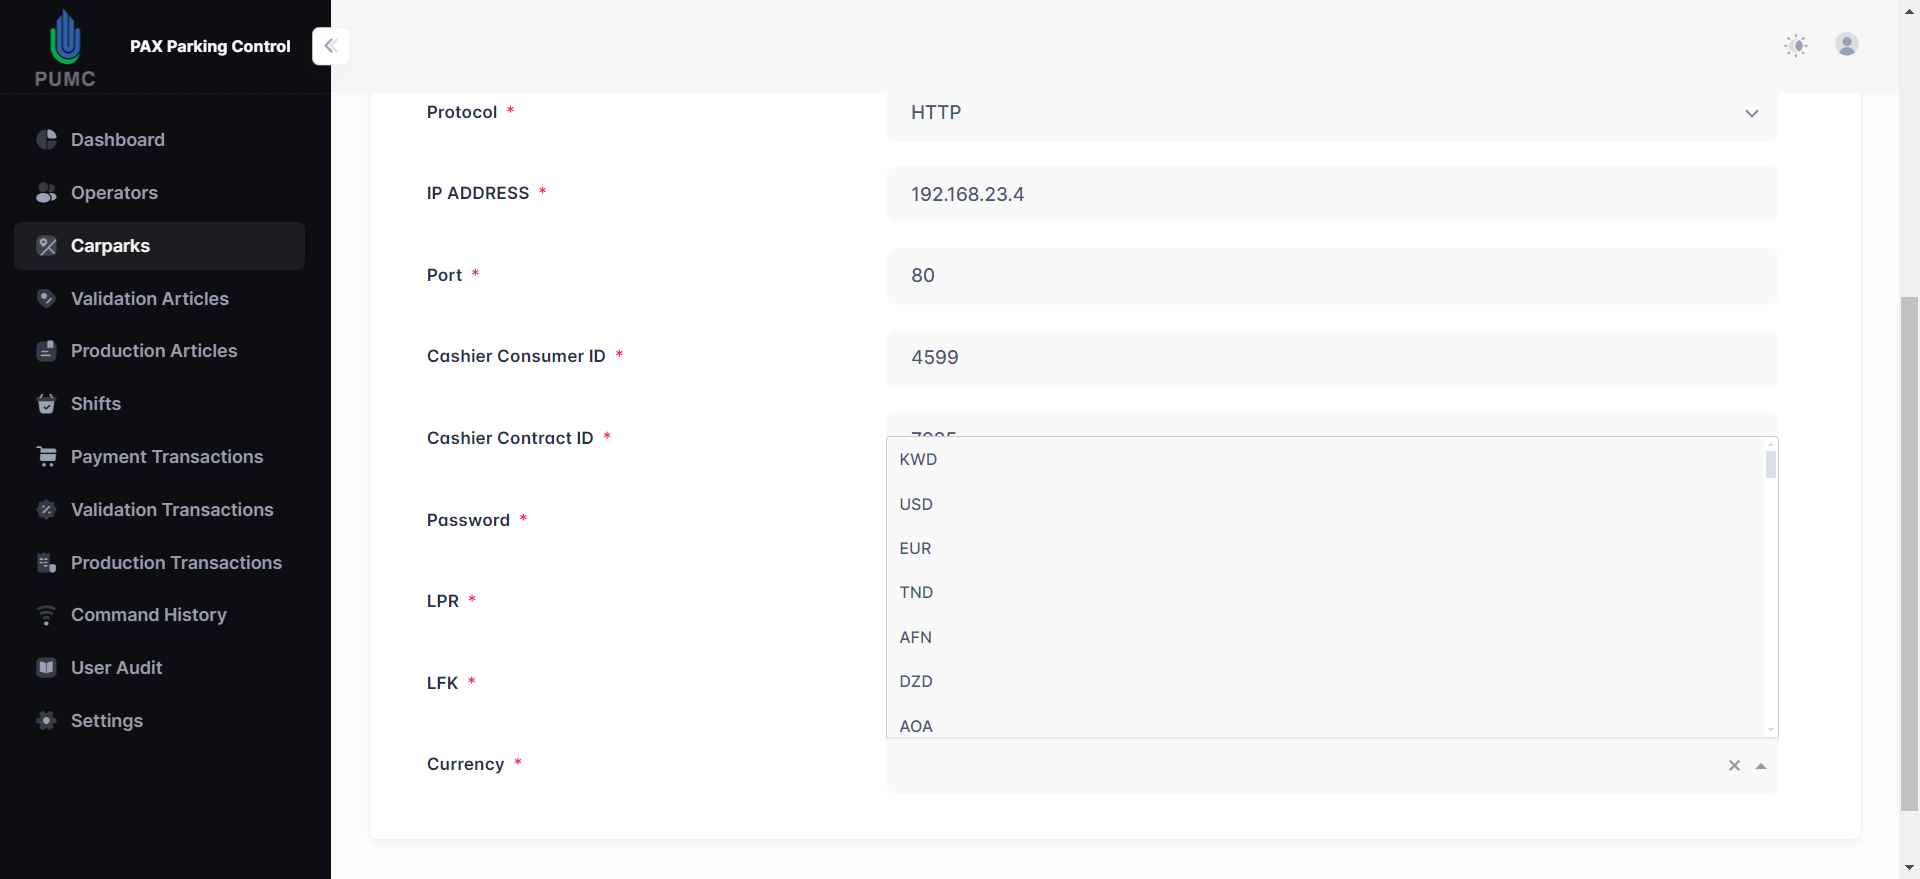 PUMC
PAX Parking Control
Dashboard
Operators
Carparks
Validation Articles
Production Articles
Shifts
Payment Transactions
Validation Transactions
Production Transactions
Command History
User Audit
Settings
Protocol *
HTTP
IP ADDRESS *
192.168.23.4
Port *
80
Cashier Consumer ID *
4599
Cashier Contract ID *
Password *
LPR *
LFK *
KWD
USD
EUR
TND
AFN
DZD
AOA
Currency *